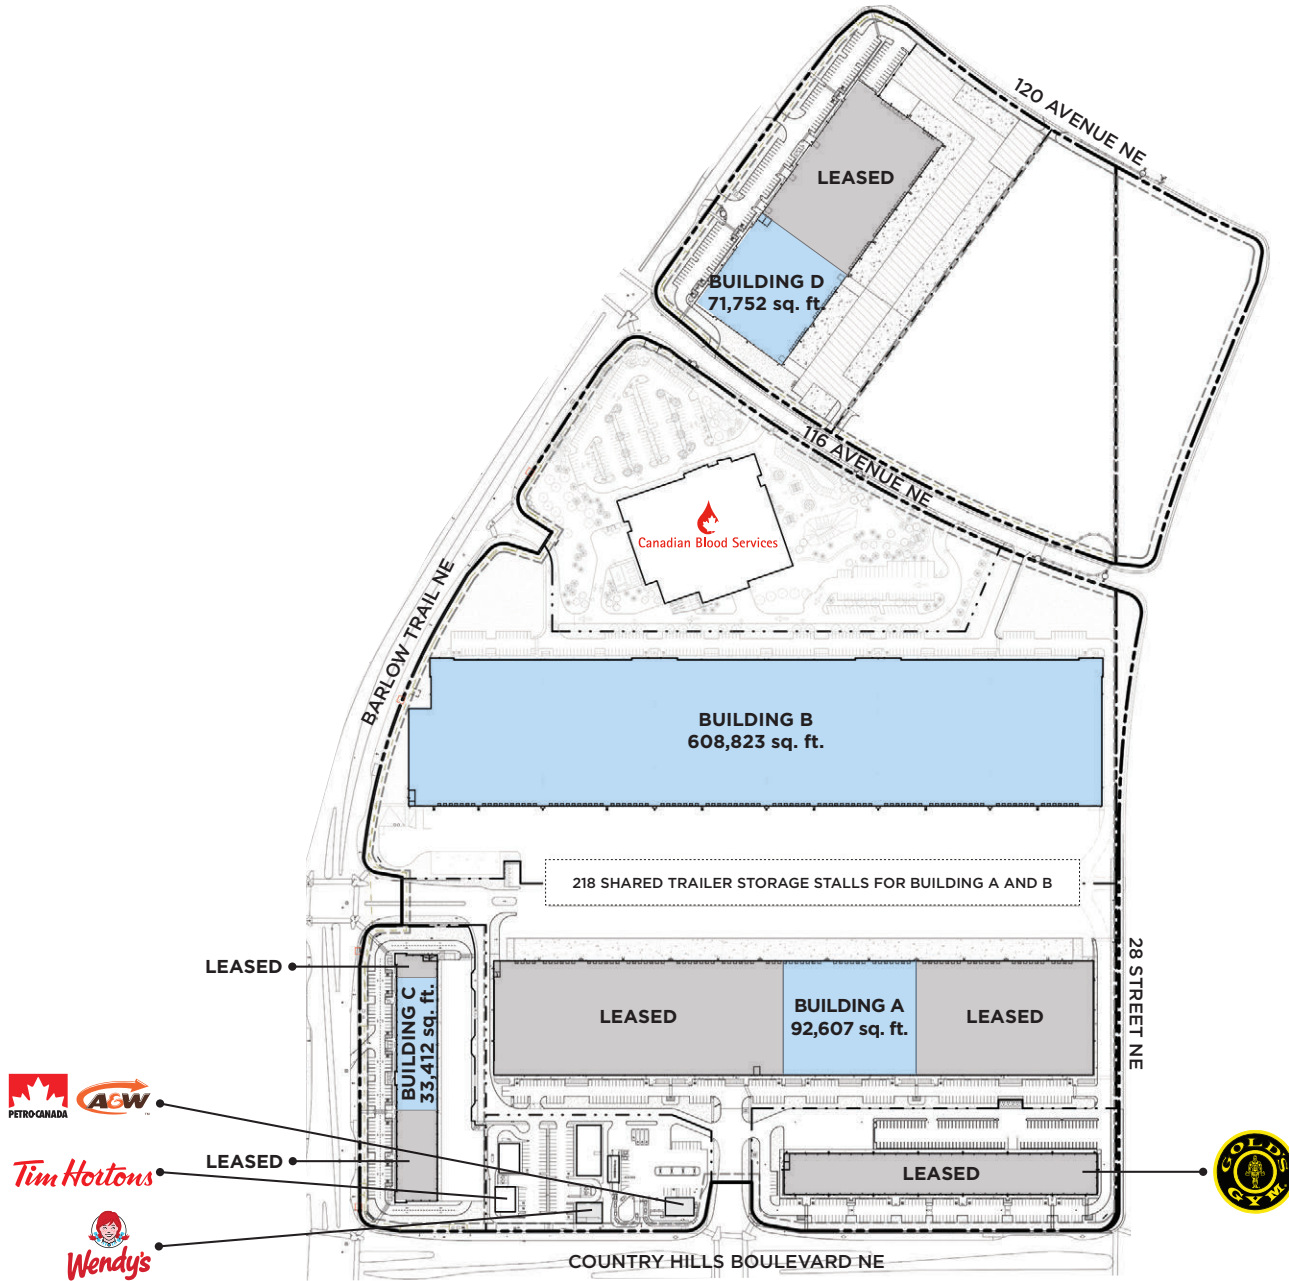 120 AVENUE NE
LEASED
BUILDING D
71,752 sq. ft.
116 AVENUE NE
Canadian Blood Services
BARLOW TRAIL NE
BUILDING B
608,823 sq. ft.
218 SHARED TRAILER STORAGE STALLS FOR BUILDING A AND B
28 STREET NE
LEASED
BUILDING C
33,412 sq. ft.
LEASED
BUILDING A
92,607 sq. ft.
LEASED
PETRO-CANADA
A&W
Tim Hortons
LEASED
LEASED
GOLD'S
GYM
Wendy's
COUNTRY HILLS BOULEVARD NE